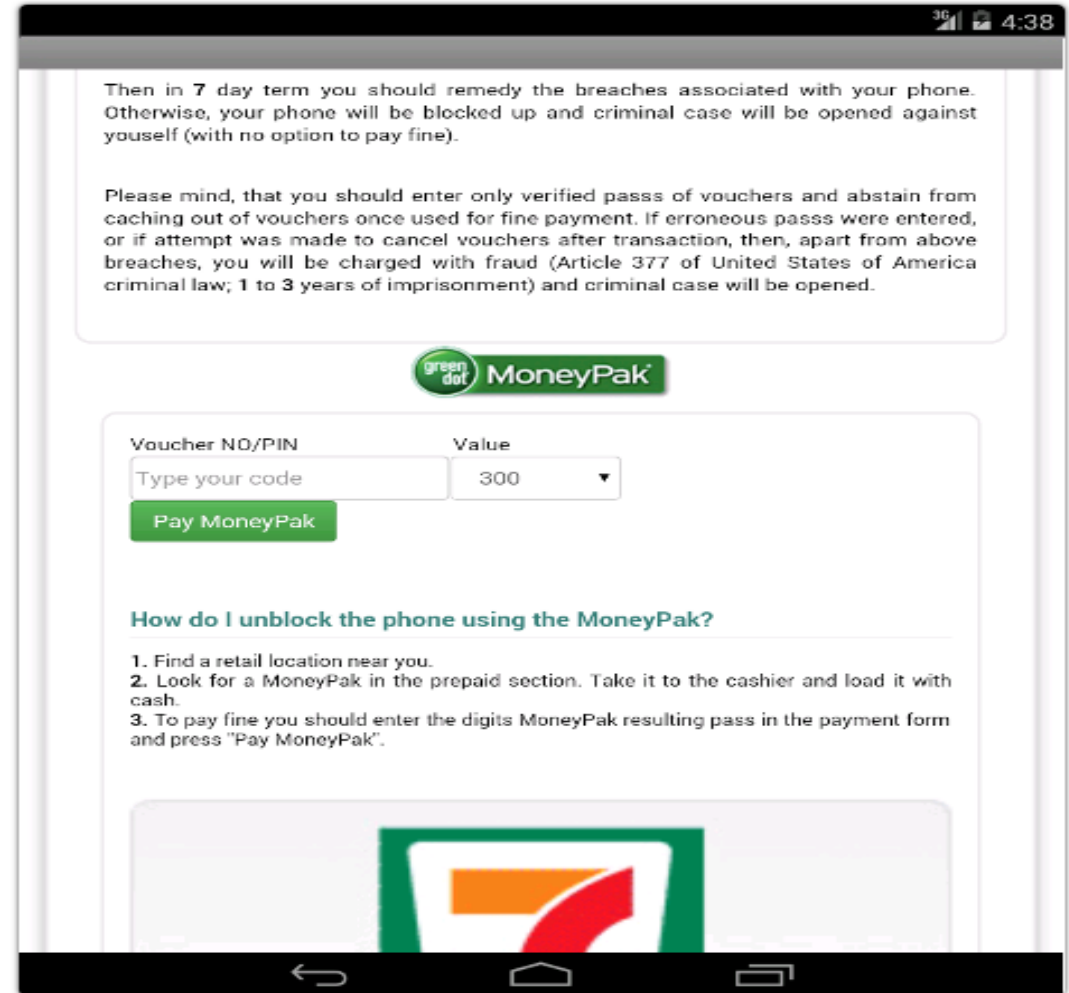 3G 4:38
Then in 7 day term you should remedy the breaches associated with your phone.
Otherwise, your phone will be blocked up and criminal case will be opened against
youself (with no option to pay fine).
Please mind, that you should enter only verified passs of vouchers and abstain from
caching out of vouchers once used for fine payment. If erroneous passs were entered,
or if attempt was made to cancel vouchers after transaction, then, apart from above
breaches, you will be charged with fraud (Article 377 of United States of America
criminal law; 1 to 3 years of imprisonment) and criminal case will be opened.
green dot MoneyPak
Voucher NO/PIN Value
Type your code 300
Pay MoneyPak
How do I unblock the phone using the MoneyPak?
1. Find a retail location near you.
2. Look for a MoneyPak in the prepaid section. Take it to the cashier and load it with
cash.
3. To pay fine you should enter the digits MoneyPak resulting pass in the payment form
and press "Pay MoneyPak".
7